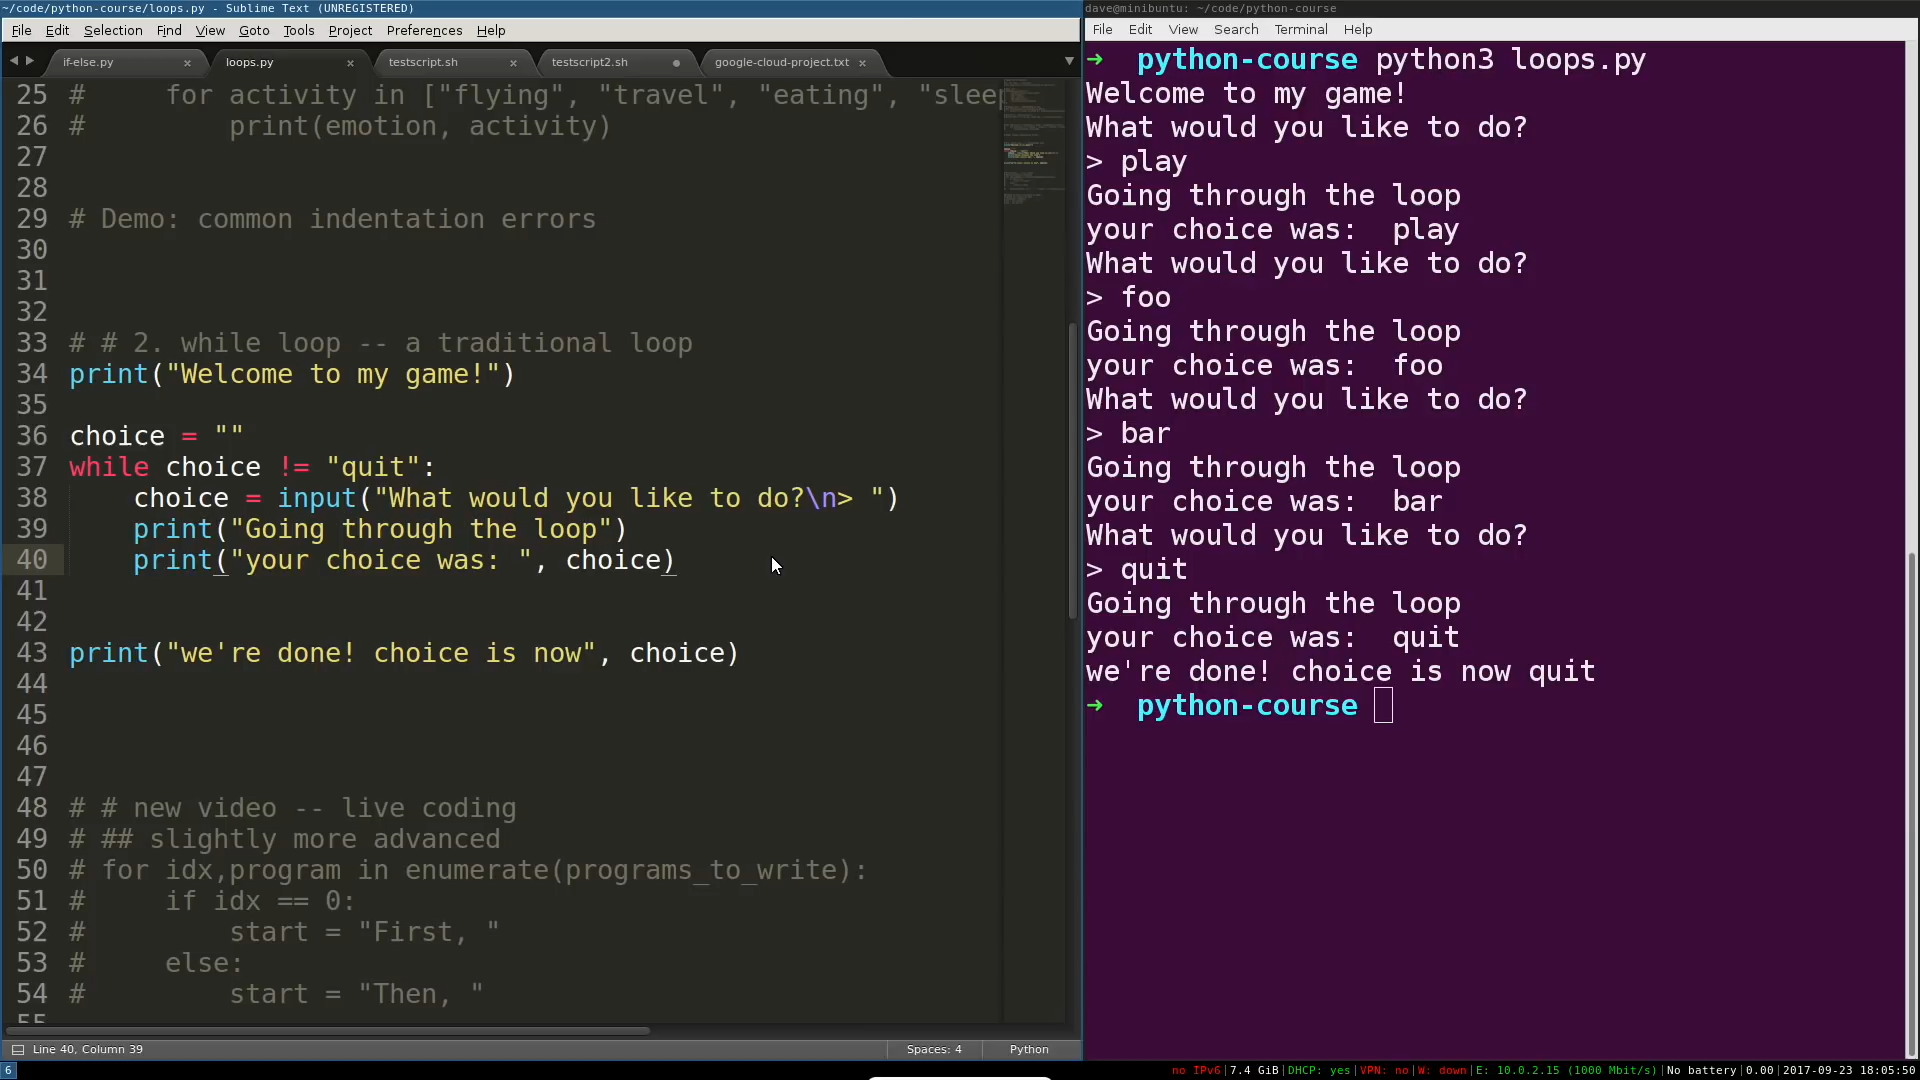 ~/code/python-course/loops.py - Sublime Text (UNREGISTERED)
File Edit Selection Find View Goto Tools Project Preferences Help
if-else.py × loops.py × testscript.sh × testscript2.sh ● google-cloud-project.txt ×
25 #     for activity in ["flying", "travel", "eating", "sleep
26 #         print(emotion, activity)
27
28
29 # Demo: common indentation errors
30
31
32
33 # # 2. while loop -- a traditional loop
34 print("Welcome to my game!")
35
36 choice = ""
37 while choice != "quit":
38     choice = input("What would you like to do?\n> ")
39     print("Going through the loop")
40     print("your choice was: ", choice)
41
42
43 print("we're done! choice is now", choice)
44
45
46
47
48 # # new video -- live coding
49 # ## slightly more advanced
50 # for idx,program in enumerate(programs_to_write):
51 #     if idx == 0:
52 #         start = "First, "
53 #     else:
54 #         start = "Then, "
55
Line 40, Column 39 Spaces: 4 Python
dave@minibuntu: ~/code/python-course
File Edit View Search Terminal Help
→  python-course python3 loops.py
Welcome to my game!
What would you like to do?
> play
Going through the loop
your choice was:  play
What would you like to do?
> foo
Going through the loop
your choice was:  foo
What would you like to do?
> bar
Going through the loop
your choice was:  bar
What would you like to do?
> quit
Going through the loop
your choice was:  quit
we're done! choice is now quit
→  python-course
6 no IPv6|7.4 GiB|DHCP: yes|VPN: no|W: down|E: 10.0.2.15 (1000 Mbit/s)|No battery|0.00|2017-09-23 18:05:50